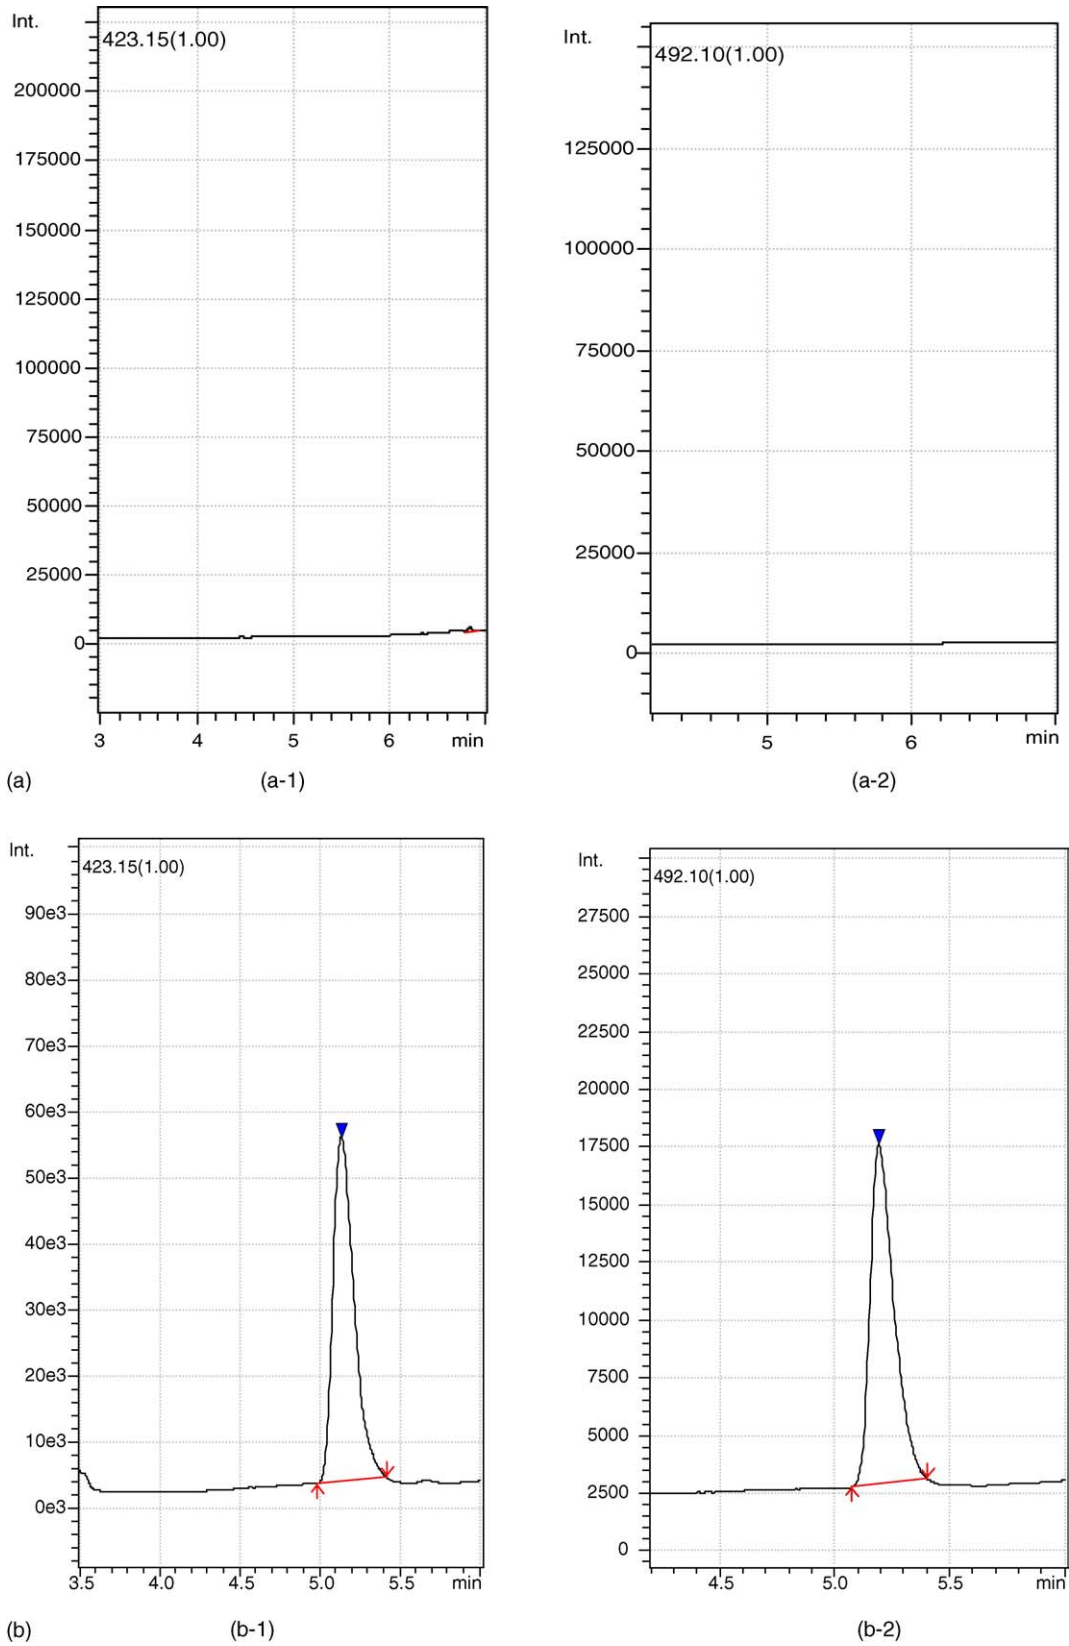 Int.
423.15(1.00)
200000
175000
150000
125000
100000
75000
50000
25000
0
3 4 5 6 min
(a) (a-1)
Int.
492.10(1.00)
125000
100000
75000
50000
25000
0
5 6 min
(a-2)
Int.
423.15(1.00)
90e3
80e3
70e3
60e3
50e3
40e3
30e3
20e3
10e3
0e3
3.5 4.0 4.5 5.0 5.5 min
(b) (b-1)
Int.
492.10(1.00)
27500
25000
22500
20000
17500
15000
12500
10000
7500
5000
2500
0
4.5 5.0 5.5 min
(b-2)